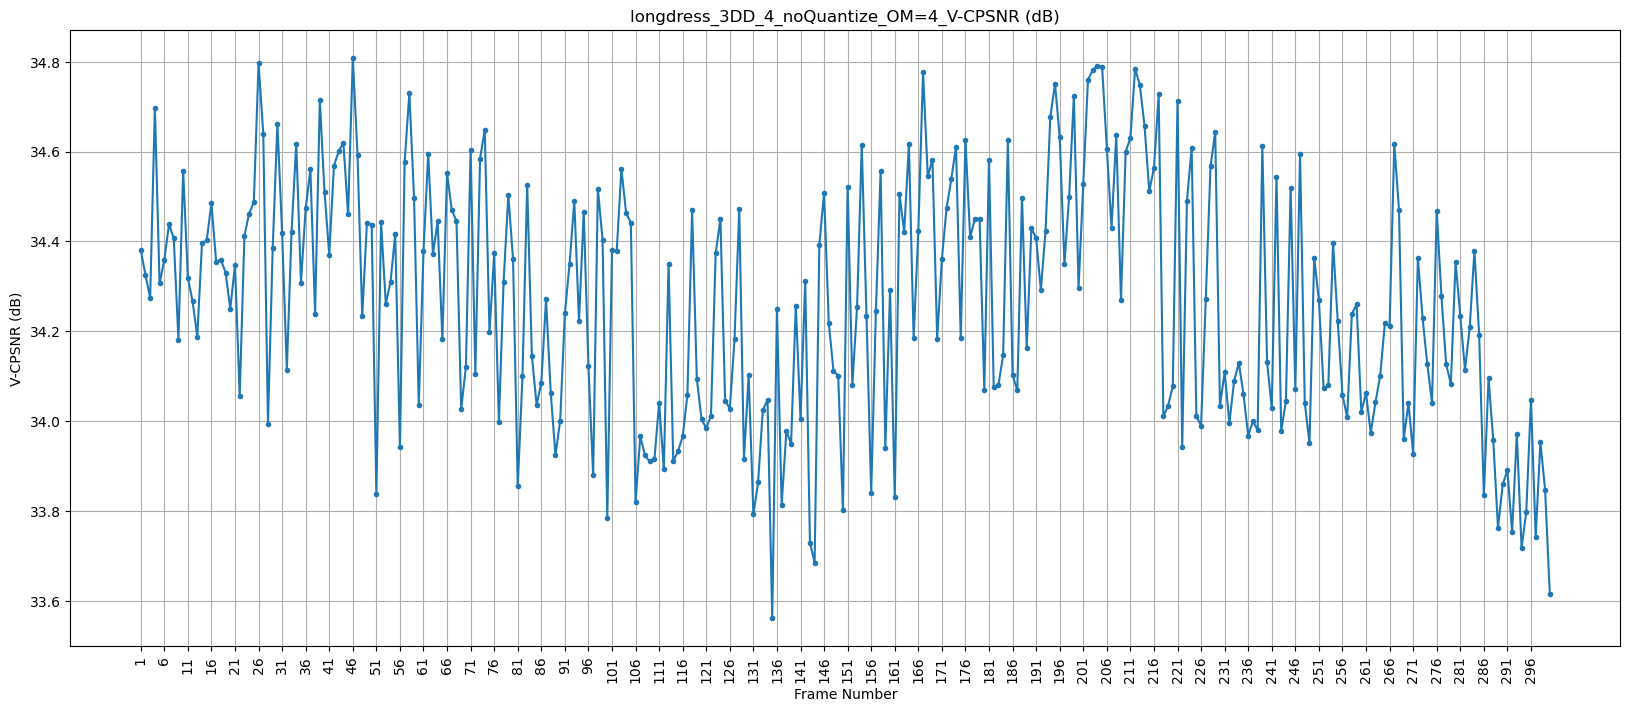 longdress_3DD_4_noQuantize_OM=4_V-CPSNR (dB)
V-CPSNR (dB)
34.8
34.6
34.4
34.2
34.0
33.8
33.6
1 6 11 16 21 26 31 36 41 46 51 56 61 66 71 76 81 86 91 96 101 106 111 116 121 126 131 136 141 146 151 156 161 166 171 176 181 186 191 196 201 206 211 216 221 226 231 236 241 246 251 256 261 266 271 276 281 286 291 296
Frame Number